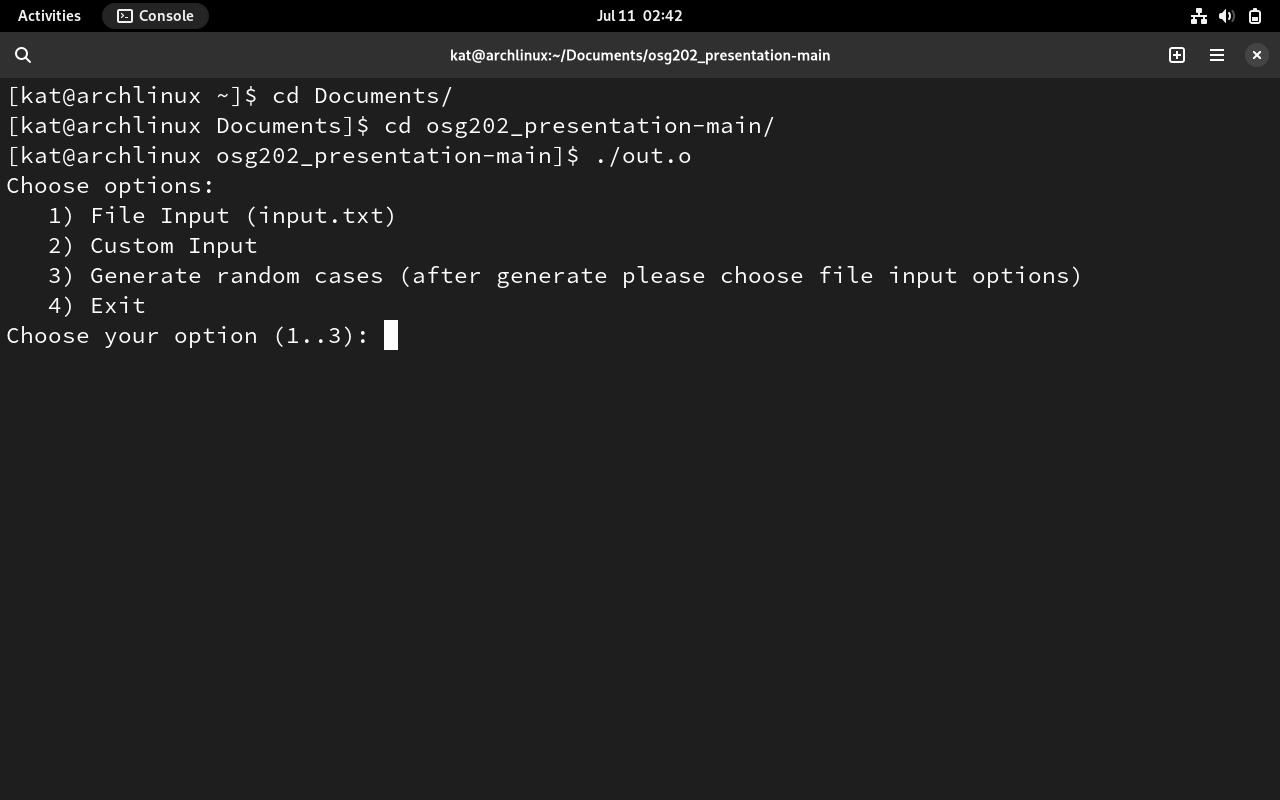 Activities Console Jul 11 02:42
kat@archlinux:~/Documents/osg202_presentation-main
[kat@archlinux ~]$ cd Documents/
[kat@archlinux Documents]$ cd osg202_presentation-main/
[kat@archlinux osg202_presentation-main]$ ./out.o
Choose options:
   1) File Input (input.txt)
   2) Custom Input
   3) Generate random cases (after generate please choose file input options)
   4) Exit
Choose your option (1..3):